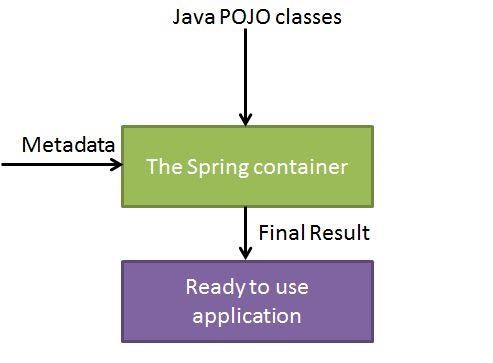 Java POJO classes
Metadata
The Spring container
Final Result
Ready to use
application